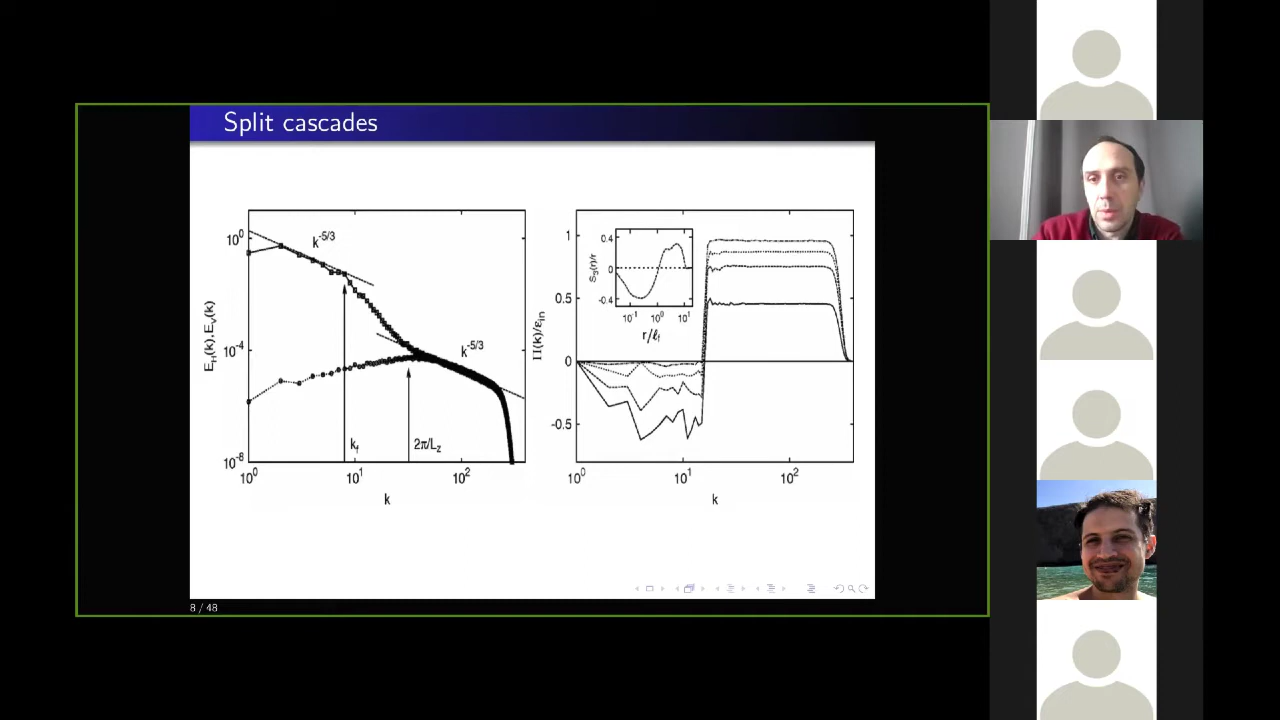 Split cascades
10^0
10^-4
10^-8
E_H(k),E_v(k)
k^-5/3
k^-5/3
k_f
2π/L_z
10^0
10^1
10^2
k
1
0.5
0
-0.5
Π(k)/ε_in
0.4
0
-0.4
S_3(r)/r
10^-1
10^0
10^1
r/ℓ_f
10^0
10^1
10^2
k
8 / 48